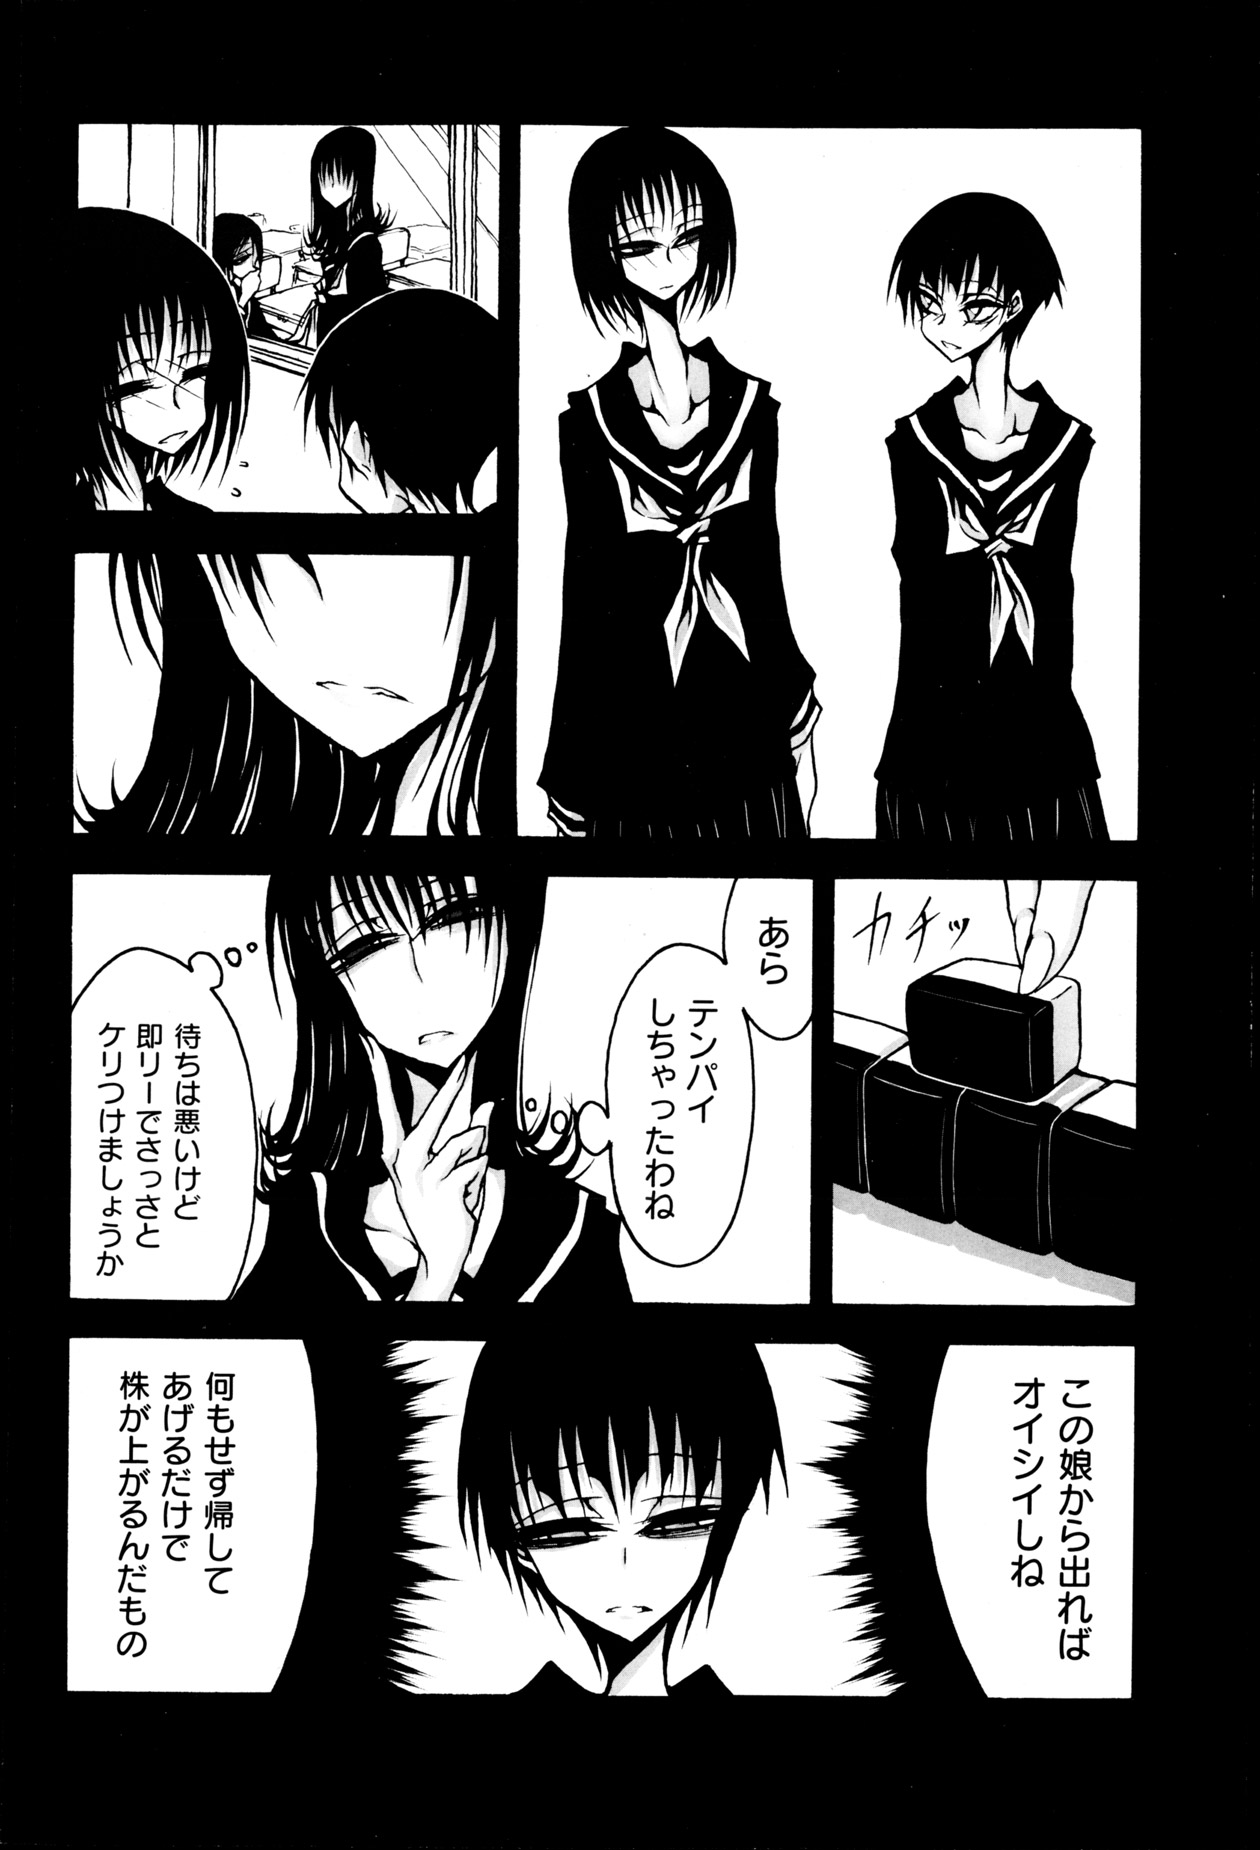 カチッ
あら
テンパイ
しちゃったわね
待ちは悪いけど
即リーでさっさと
ケリつけましょうか
この娘から出れば
オイシイしね
何もせず帰して
あげるだけで
株が上がるんだもの